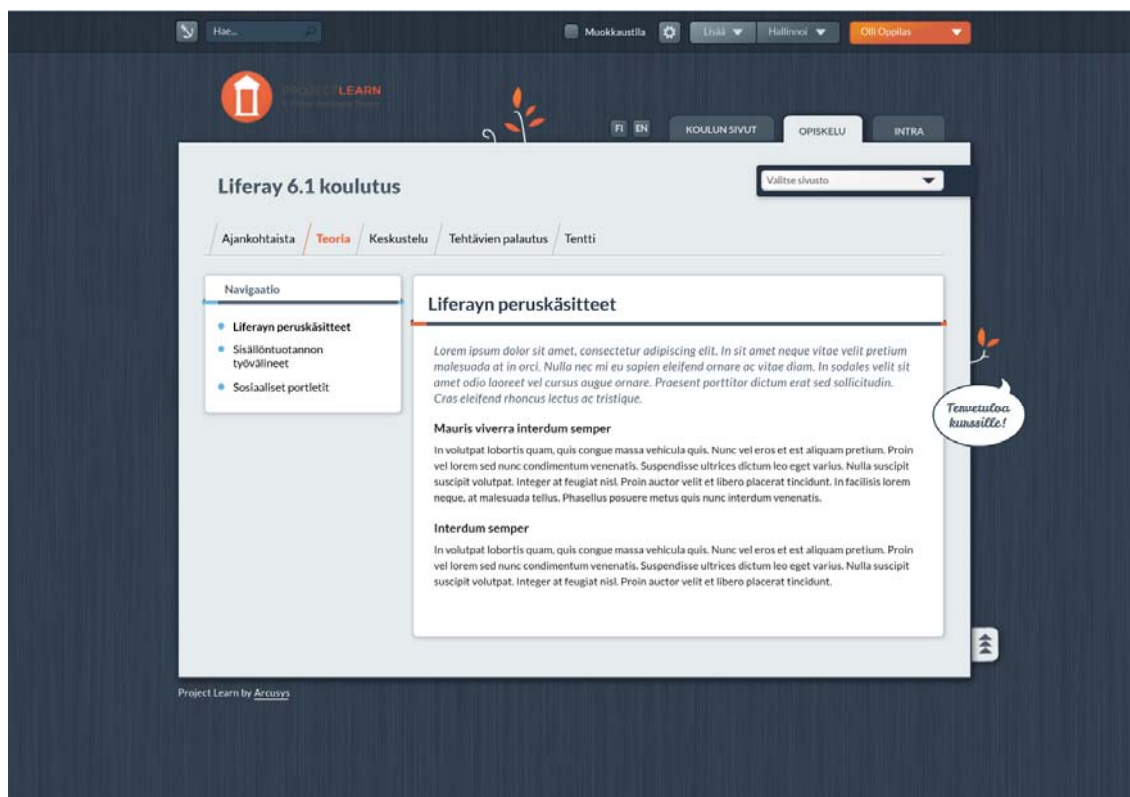 Hae...
Muokkaustila
Lisää
Hallinnoi
Olli Oppilas
PROJECT LEARN
FI EN
KOULUN SIVUT
OPISKELU
INTRA
Liferay 6.1 koulutus
Valitse sivusto
Ajankohtaista
Teoria
Keskustelu
Tehtävien palautus
Tentti
Navigaatio
Liferayn peruskäsitteet
Sisällöntuotannon
työvälineet
Sosiaaliset portletit
Liferayn peruskäsitteet
Lorem ipsum dolor sit amet, consectetur adipiscing elit. In sit amet neque vitae velit pretium
malesuada at in orci. Nulla nec mi eu sapien eleifend ornare ac vitae diam. In sodales velit sit
amet odio laoreet vel cursus augue ornare. Praesent porttitor dictum erat sed sollicitudin.
Cras eleifend rhoncus lectus ac tristique.
Mauris viverra interdum semper
In volutpat lobortis quam, quis congue massa vehicula quis. Nunc vel eros et est aliquam pretium. Proin
vel lorem sed nunc condimentum venenatis. Suspendisse ultrices dictum leo eget varius. Nulla suscipit
suscipit volutpat. Integer at feugiat nisl. Proin auctor velit et libero placerat tincidunt. In facilisis lorem
neque, at malesuada tellus. Phasellus posuere metus quis nunc interdum venenatis.
Interdum semper
In volutpat lobortis quam, quis congue massa vehicula quis. Nunc vel eros et est aliquam pretium. Proin
vel lorem sed nunc condimentum venenatis. Suspendisse ultrices dictum leo eget varius. Nulla suscipit
suscipit volutpat. Integer at feugiat nisl. Proin auctor velit et libero placerat tincidunt.
Tervetuloa
kurssille!
Project Learn by Arcusys